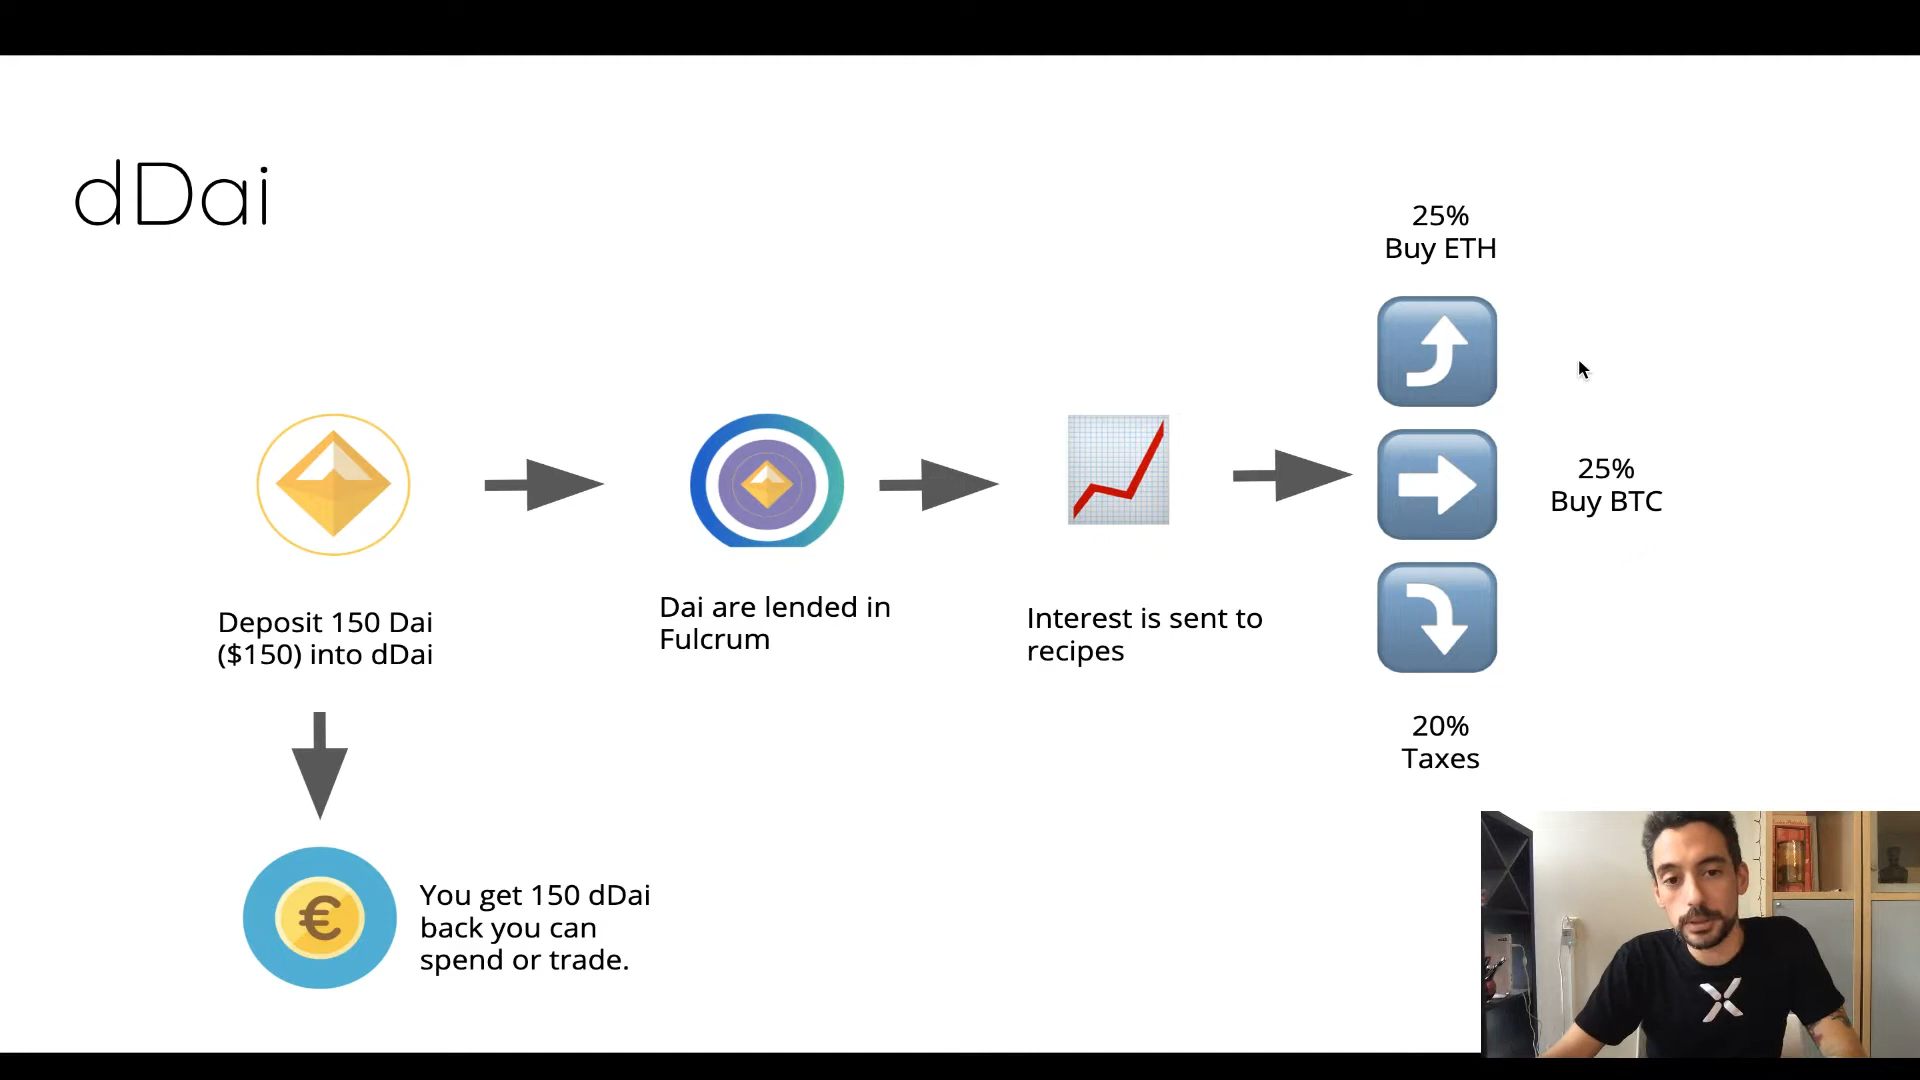 dDai
25%
Buy ETH
25%
Buy BTC
Deposit 150 Dai
($150) into dDai
Dai are lended in
Fulcrum
Interest is sent to
recipes
20%
Taxes
€
You get 150 dDai
back you can
spend or trade.